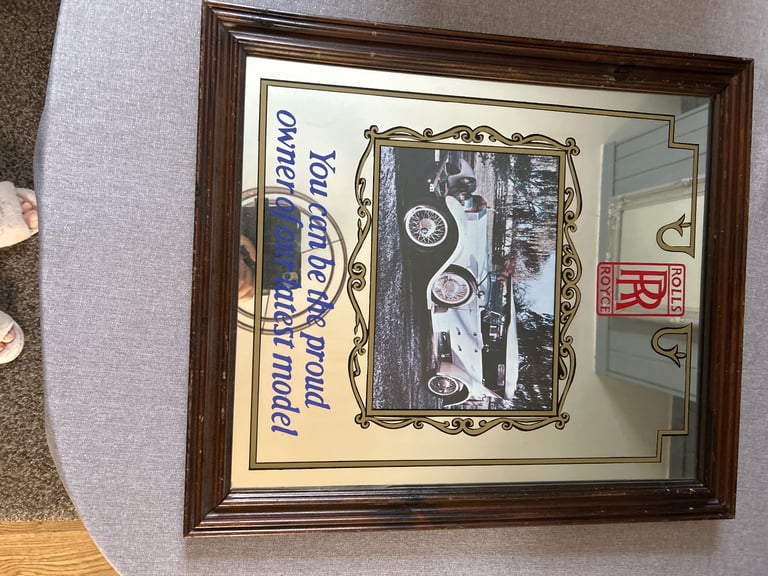 ROLLS
RR
ROYCE
You can be the proud
owner of our latest model